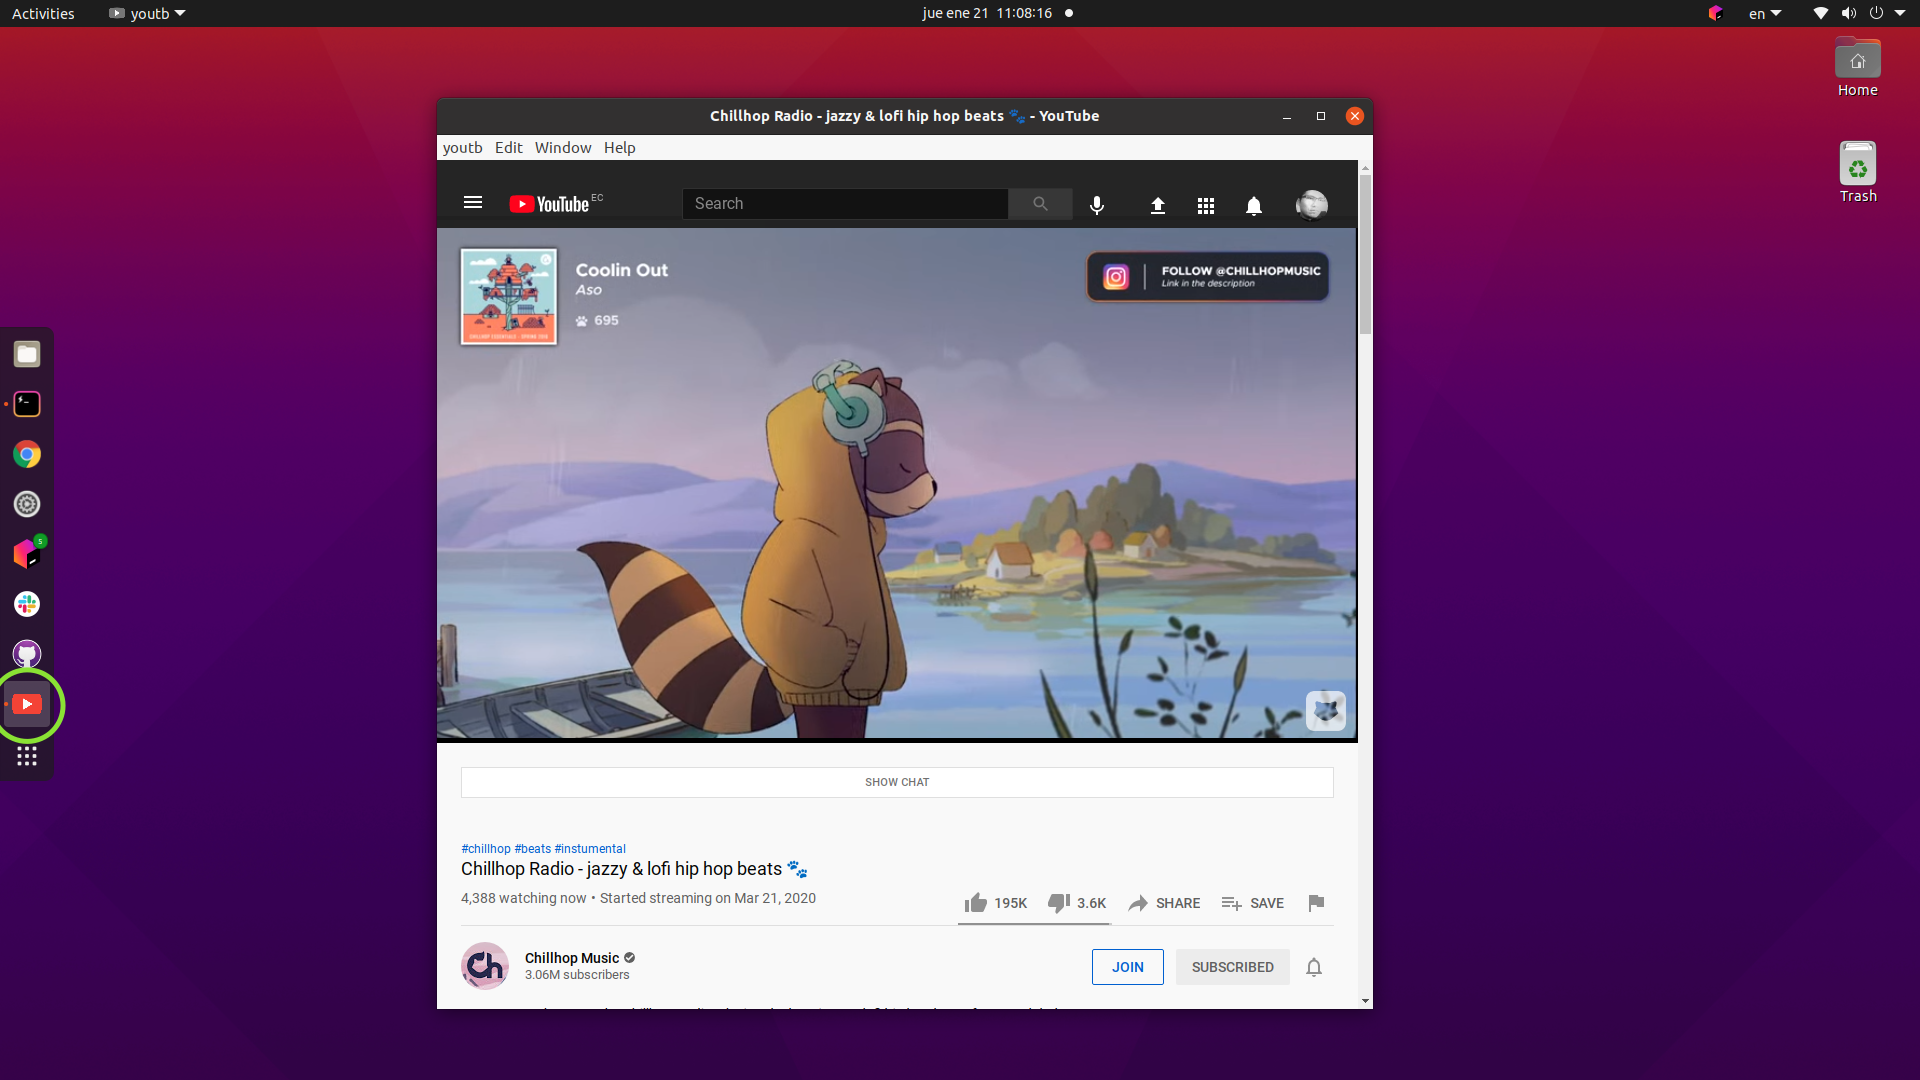 Activities
youtb
jue ene 21 11:08:16
en
Home
Trash
Chillhop Radio - jazzy & lofi hip hop beats 🐾 - YouTube
youtb Edit Window Help
YouTube EC
Search
Coolin Out
Aso
695
FOLLOW @CHILLHOPMUSIC
Link in the description
SHOW CHAT
#chillhop #beats #instumental
Chillhop Radio - jazzy & lofi hip hop beats 🐾
4,388 watching now • Started streaming on Mar 21, 2020
195K 3.6K SHARE SAVE
Ch
Chillhop Music
3.06M subscribers
JOIN SUBSCRIBED